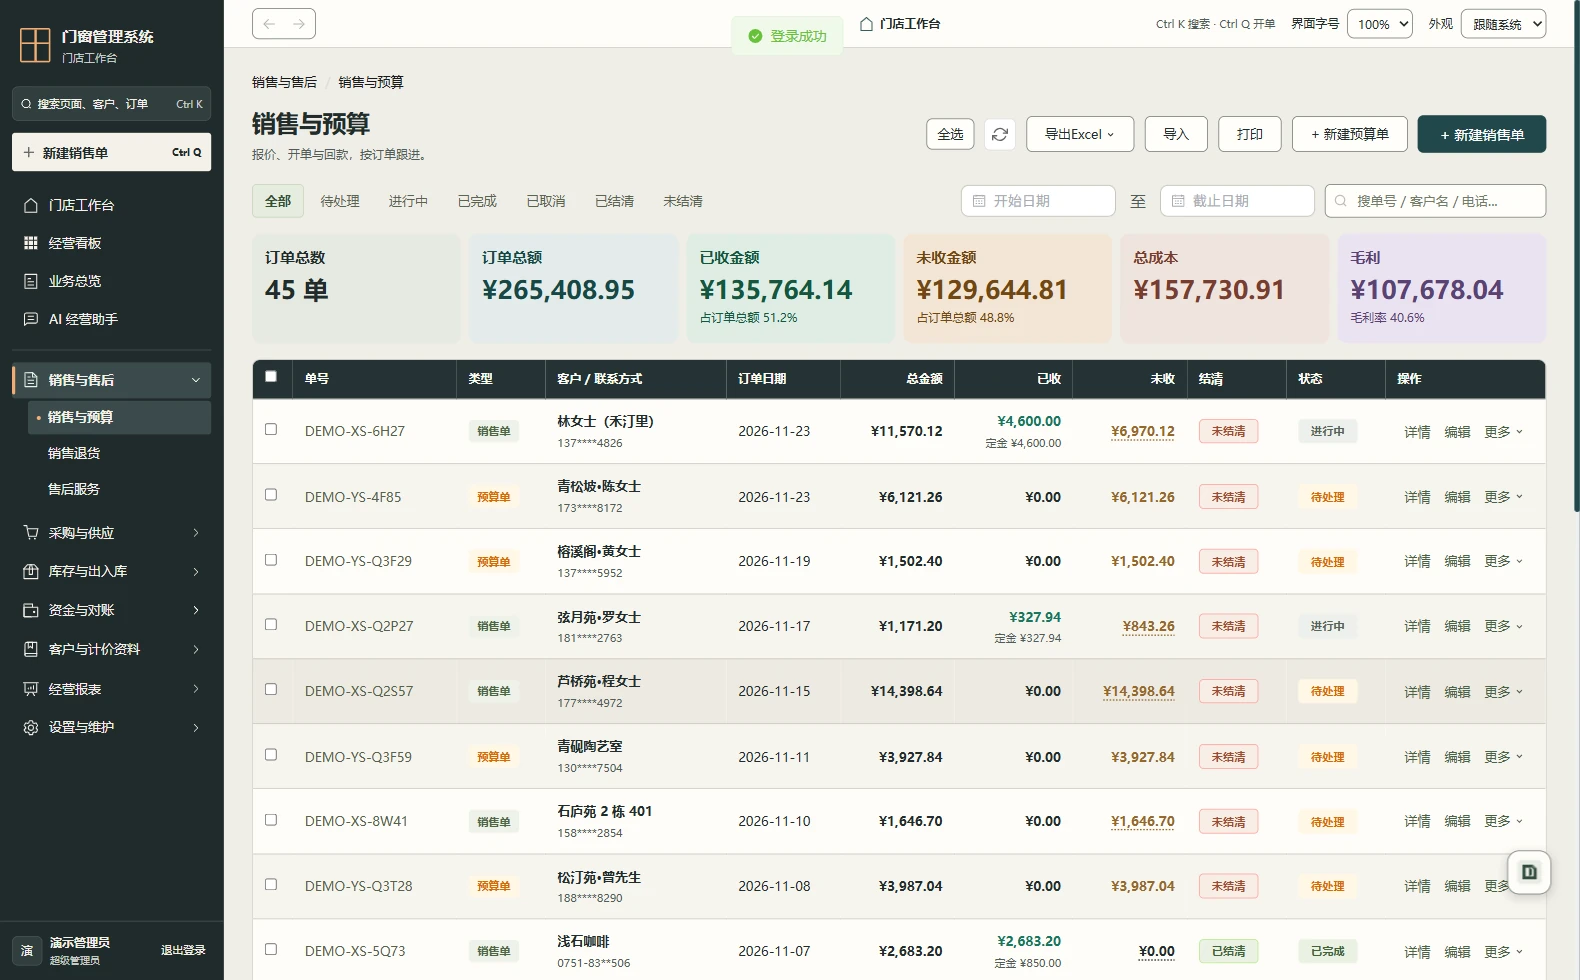 门窗管理系统
门店工作台
搜索页面、客户、订单 Ctrl K
新建销售单 Ctrl Q
门店工作台
经营看板
业务总览
AI 经营助手
销售与售后
销售与预算
销售退货
售后服务
采购与供应
库存与出入库
资金与对账
客户与计价资料
经营报表
设置与维护
演 演示管理员
超级管理员
退出登录
登录成功
门店工作台
Ctrl K 搜索 · Ctrl Q 开单 界面字号 100% 外观 跟随系统
销售与售后 / 销售与预算
销售与预算
报价、开单与回款，按订单跟进。
全选 导出Excel 导入 打印 + 新建预算单 + 新建销售单
全部 待处理 进行中 已完成 已取消 已结清 未结清
开始日期 至 截止日期 搜单号 / 客户名 / 电话...
订单总数
45 单
订单总额
¥265,408.95
已收金额
¥135,764.14
占订单总额 51.2%
未收金额
¥129,644.81
占订单总额 48.8%
总成本
¥157,730.91
毛利
¥107,678.04
毛利率 40.6%
单号 类型 客户 / 联系方式 订单日期 总金额 已收 未收 结清 状态 操作
DEMO-XS-6H27 销售单 林女士（禾汀里） 2026-11-23 ¥11,570.12 ¥4,600.00 ¥6,970.12 未结清 进行中 详情 编辑 更多
137****4826 定金 ¥4,600.00
DEMO-YS-4F85 预算单 青松坡•陈女士 2026-11-23 ¥6,121.26 ¥0.00 ¥6,121.26 未结清 待处理 详情 编辑 更多
173****8172
DEMO-YS-Q3F29 预算单 榕溪阁•黄女士 2026-11-19 ¥1,502.40 ¥0.00 ¥1,502.40 未结清 待处理 详情 编辑 更多
137****5952
DEMO-XS-Q2P27 销售单 弦月苑•罗女士 2026-11-17 ¥1,171.20 ¥327.94 ¥843.26 未结清 进行中 详情 编辑 更多
181****2763 定金 ¥327.94
DEMO-XS-Q2S57 销售单 芦桥苑•程女士 2026-11-15 ¥14,398.64 ¥0.00 ¥14,398.64 未结清 待处理 详情 编辑 更多
177****4972
DEMO-YS-Q3F59 预算单 青砚陶艺室 2026-11-11 ¥3,927.84 ¥0.00 ¥3,927.84 未结清 待处理 详情 编辑 更多
130****7504
DEMO-XS-8W41 销售单 石庐苑 2 栋 401 2026-11-10 ¥1,646.70 ¥0.00 ¥1,646.70 未结清 待处理 详情 编辑 更多
158****2854
DEMO-YS-Q3T28 预算单 松汀苑•曾先生 2026-11-08 ¥3,987.04 ¥0.00 ¥3,987.04 未结清 待处理 详情 编辑 更多
188****8290
DEMO-XS-5Q73 销售单 浅石咖啡 2026-11-07 ¥2,683.20 ¥2,683.20 ¥0.00 已结清 已完成 详情 编辑 更多
0751-83**506 定金 ¥850.00